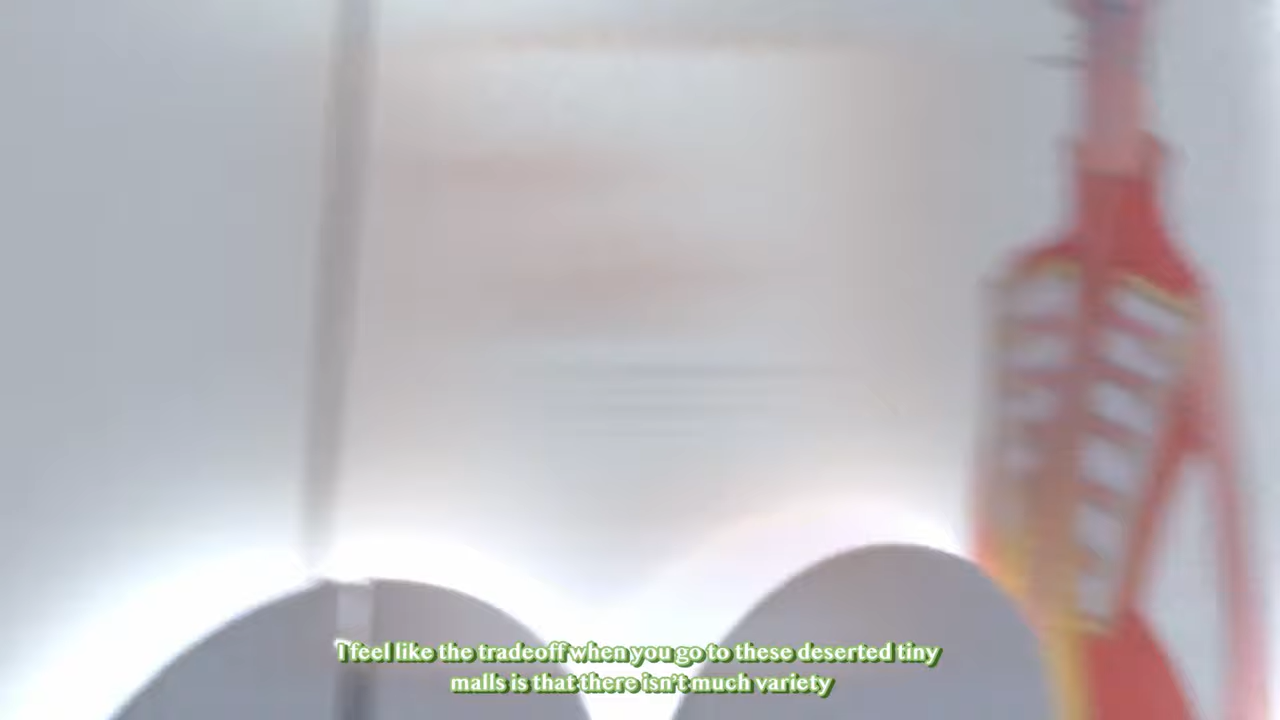 I feel like the tradeoff when you go to these deserted tiny
malls is that there isn't much variety